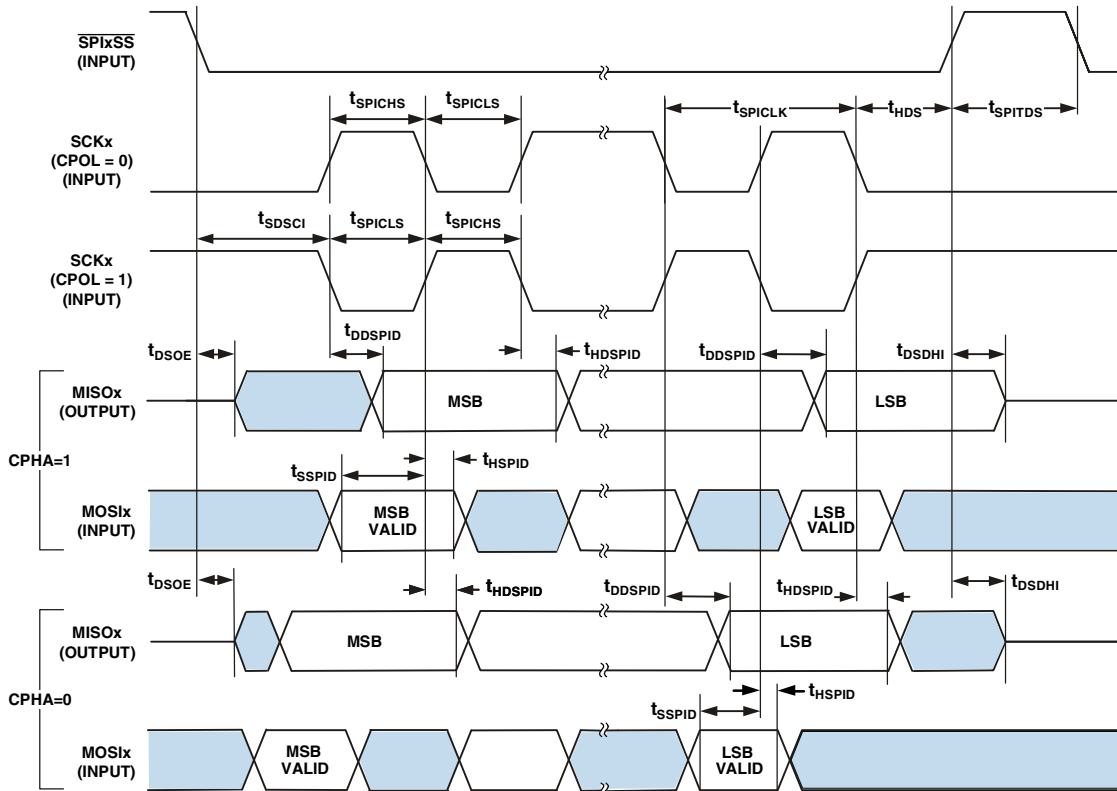 SPIxSS
(INPUT)
tSPICHS tSPICLS tSPICLK tHDS tSPITDS
SCKx
(CPOL = 0)
(INPUT)
tSDSCI tSPICLS tSPICHS
SCKx
(CPOL = 1)
(INPUT)
tDSOE tDDSPID tHDSPID tDDSPID tDSDHI
MISOx
(OUTPUT)
MSB LSB
CPHA=1
tSSPID tHSPID
MOSIx
(INPUT)
MSB
VALID
LSB
VALID
tDSOE tHDSPID tDDSPID tHDSPID tDSDHI
MISOx
(OUTPUT)
MSB LSB
CPHA=0
tSSPID tHSPID
MOSIx
(INPUT)
MSB
VALID
LSB
VALID